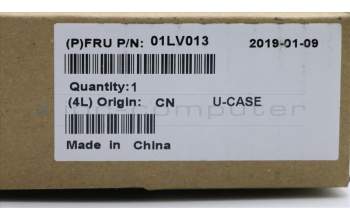 (P)FRU P/N: 01LV013 2019-01-09
Quantity:1
(4L) Origin: CN U-CASE
Made in China